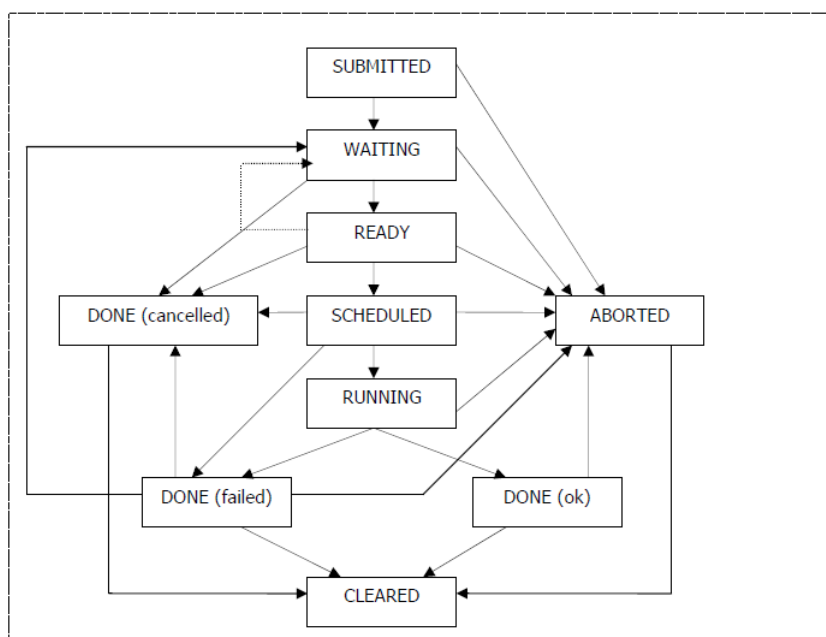 SUBMITTED
WAITING
READY
DONE (cancelled)
SCHEDULED
ABORTED
RUNNING
DONE (failed)
DONE (ok)
CLEARED